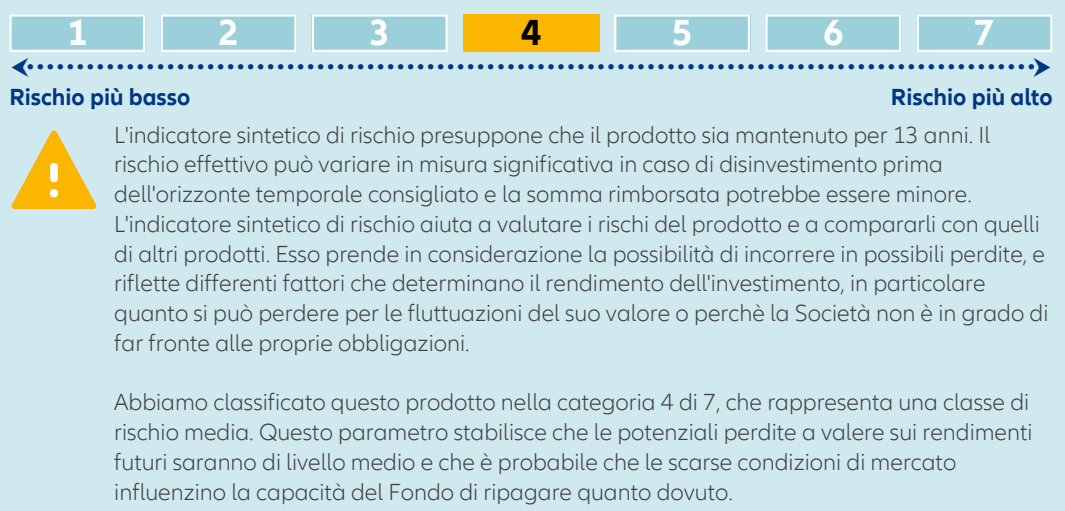 1 2 3 4 5 6 7
Rischio più basso Rischio più alto
L'indicatore sintetico di rischio presuppone che il prodotto sia mantenuto per 13 anni. Il
rischio effettivo può variare in misura significativa in caso di disinvestimento prima
dell'orizzonte temporale consigliato e la somma rimborsata potrebbe essere minore.
L'indicatore sintetico di rischio aiuta a valutare i rischi del prodotto e a compararli con quelli
di altri prodotti. Esso prende in considerazione la possibilità di incorrere in possibili perdite, e
riflette differenti fattori che determinano il rendimento dell'investimento, in particolare
quanto si può perdere per le fluttuazioni del suo valore o perchè la Società non è in grado di
far fronte alle proprie obbligazioni.
Abbiamo classificato questo prodotto nella categoria 4 di 7, che rappresenta una classe di
rischio media. Questo parametro stabilisce che le potenziali perdite a valere sui rendimenti
futuri saranno di livello medio e che è probabile che le scarse condizioni di mercato
influenzino la capacità del Fondo di ripagare quanto dovuto.